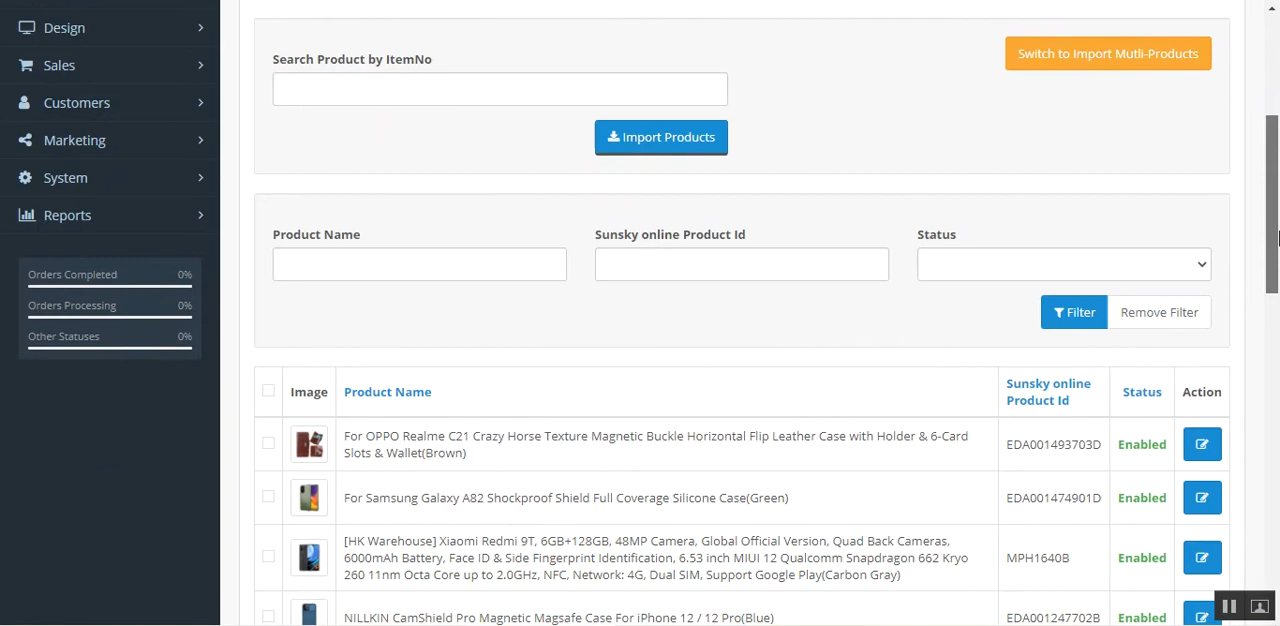 Design
Sales
Customers
Marketing
System
Reports
Orders Completed 0%
Orders Processing 0%
Other Statuses 0%
Search Product by ItemNo
Switch to Import Mutli-Products
Import Products
Product Name
Sunsky online Product Id
Status
Filter
Remove Filter
Image
Product Name
Sunsky online
Product Id
Status
Action
For OPPO Realme C21 Crazy Horse Texture Magnetic Buckle Horizontal Flip Leather Case with Holder & 6-Card
Slots & Wallet(Brown)
EDA001493703D
Enabled
For Samsung Galaxy A82 Shockproof Shield Full Coverage Silicone Case(Green)
EDA001474901D
Enabled
[HK Warehouse] Xiaomi Redmi 9T, 6GB+128GB, 48MP Camera, Global Official Version, Quad Back Cameras,
6000mAh Battery, Face ID & Side Fingerprint Identification, 6.53 inch MIUI 12 Qualcomm Snapdragon 662 Kryo
260 11nm Octa Core up to 2.0GHz, NFC, Network: 4G, Dual SIM, Support Google Play(Carbon Gray)
MPH1640B
Enabled
NILLKIN CamShield Pro Magnetic Magsafe Case For iPhone 12 / 12 Pro(Blue)
EDA001247702B
Enabled